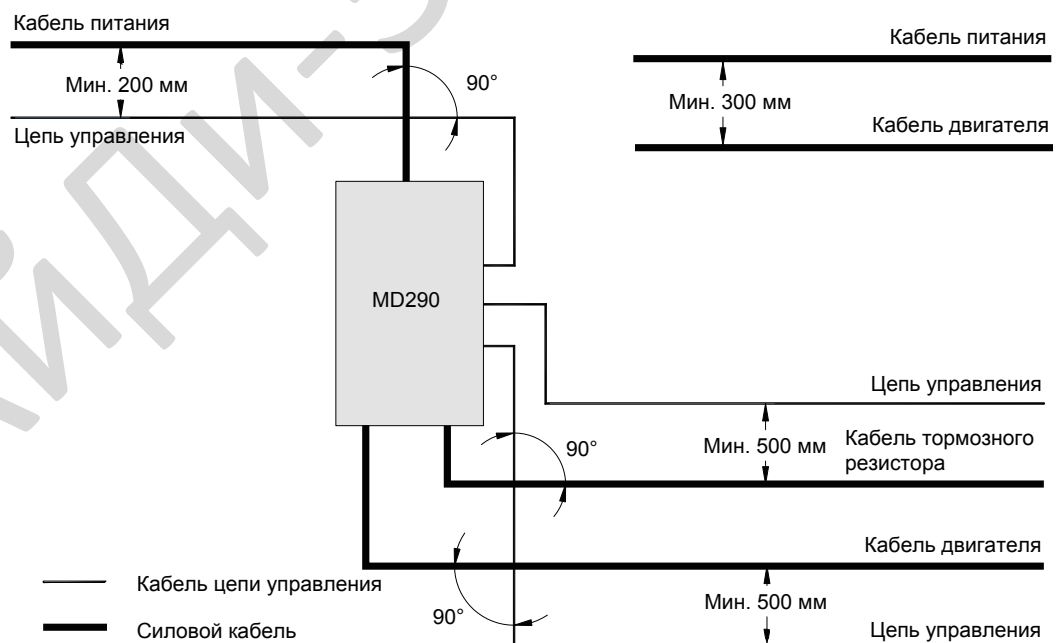 Кабель питания
Мин. 200 мм
90°
Цепь управления
Кабель питания
Мин. 300 мм
Кабель двигателя
MD290
Цепь управления
Мин. 500 мм
Кабель тормозного
резистора
90°
Кабель двигателя
Мин. 500 мм
Цепь управления
90°
Кабель цепи управления
Силовой кабель